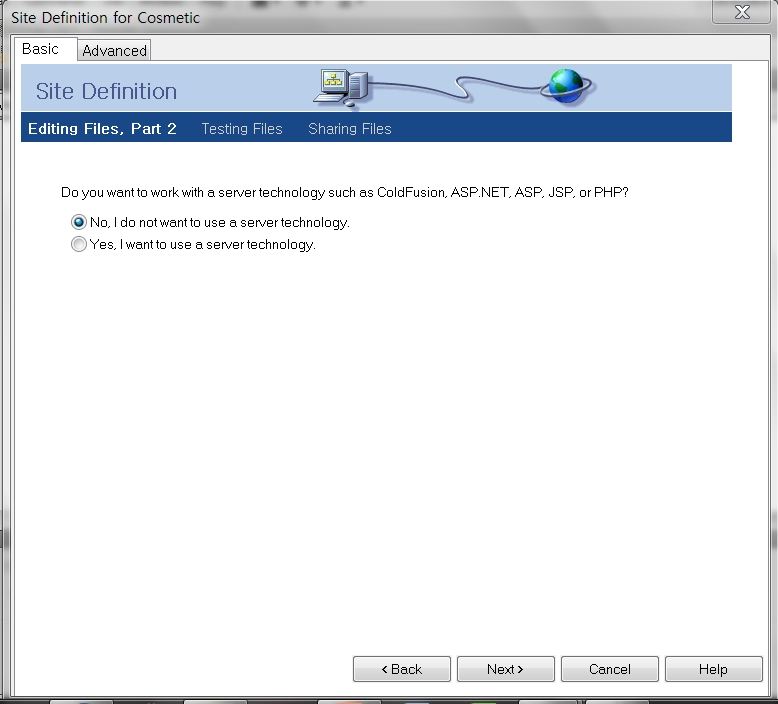 Site Definition for Cosmetic
Basic Advanced
Site Definition
Editing Files, Part 2 Testing Files Sharing Files
Do you want to work with a server technology such as ColdFusion, ASP.NET, ASP, JSP, or PHP?
No, I do not want to use a server technology.
Yes, I want to use a server technology.
< Back Next > Cancel Help